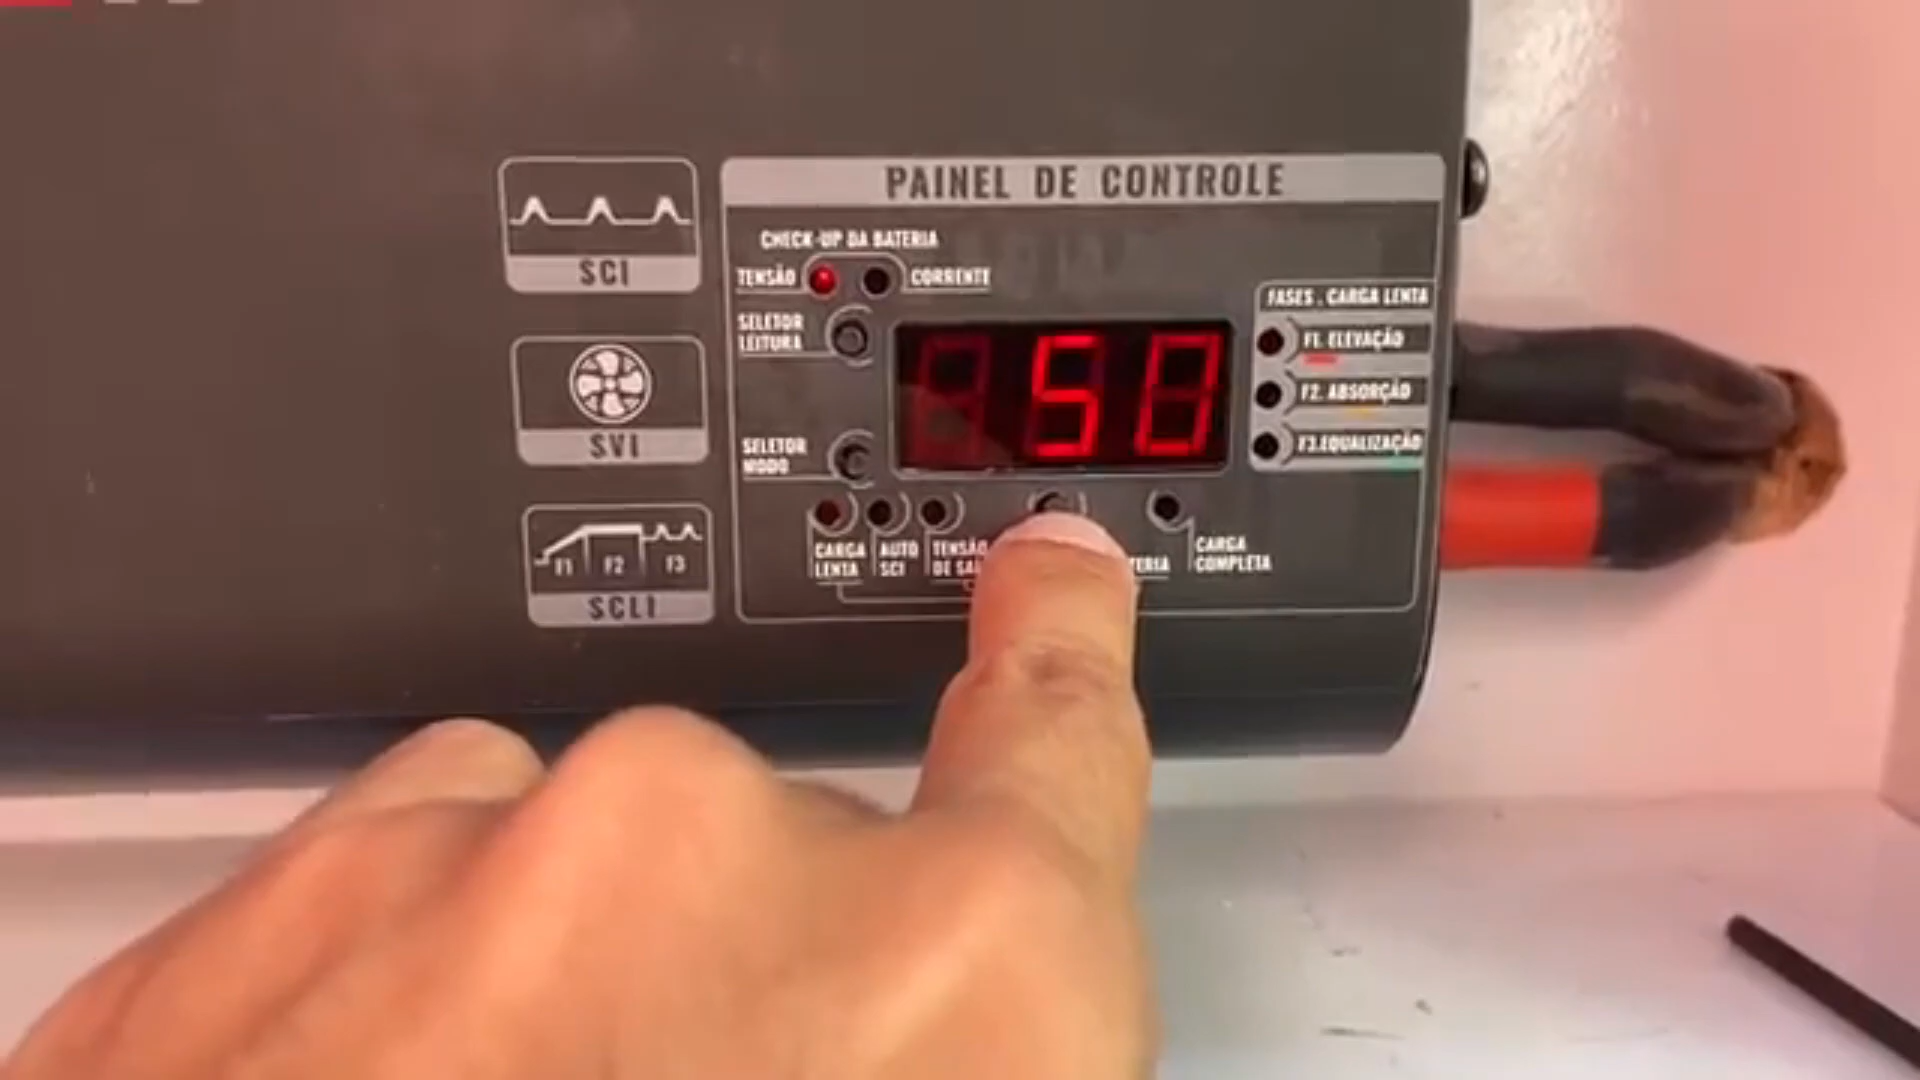 SCI
SVI
F1 F2 F3
SCLI
PAINEL DE CONTROLE
CHECK-UP DA BATERIA
TENSÃO
CORRENTE
SELETOR
LEITURA
50
SELETOR
MODO
FASES . CARGA LENTA
F1. ELEVAÇÃO
F2. ABSORÇÃO
F3.EQUALIZAÇÃO
CARGA
LENTA
AUTO
SCI
TENSÃO
DE
CARGA
COMPLETA